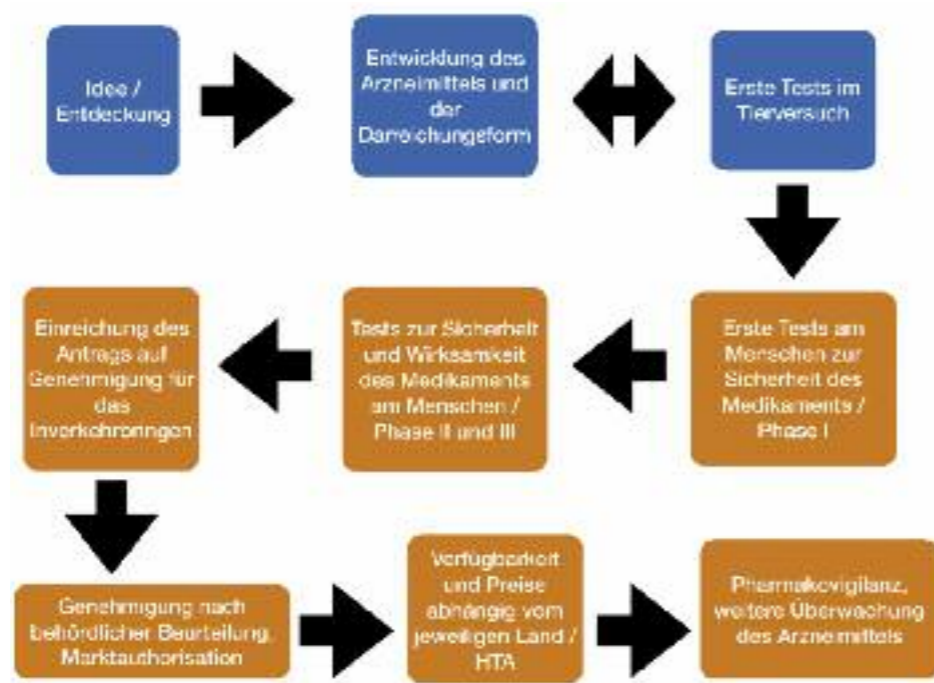 Idee /
Entdeckung
Entwicklung des
Arzneimittels und
der
Darreichungsform
Erste Tests im
Tierversuch
Einreichung des
Antrags auf
Genehmigung für
das
Inverkehrbringen
Tests zur Sicherheit
und Wirksamkeit
des Medikaments
am Menschen /
Phase II und III
Erste Tests am
Menschen zur
Sicherheit des
Medikaments /
Phase I
Genehmigung nach
behördlicher Beurteilung,
Marktauthorisation
Verfügbarkeit
und Preise
abhängig vom
jeweiligen Land /
HTA
Pharmakovigilanz,
weitere Überwachung
des Arzneimittels